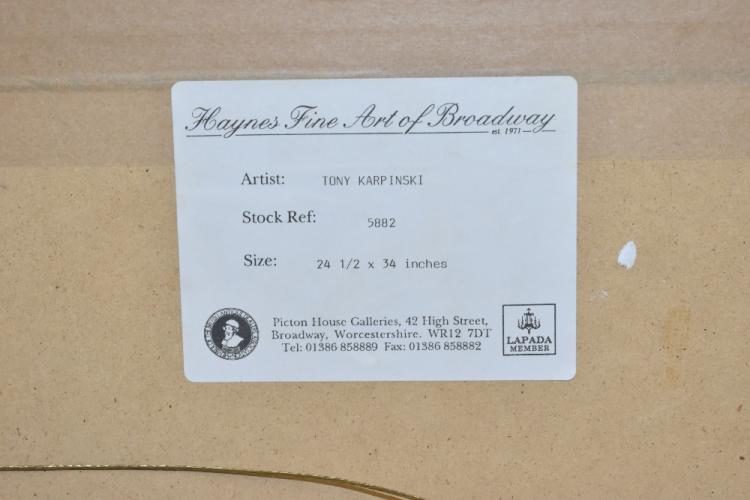 Haynes Fine Art of Broadway
est. 1971
Artist: TONY KARPINSKI
Stock Ref: 5882
Size: 24 1/2 x 34 inches
Picton House Galleries, 42 High Street,
Broadway, Worcestershire. WR12 7DT
Tel: 01386 858889 Fax: 01386 858882
LAPADA
MEMBER